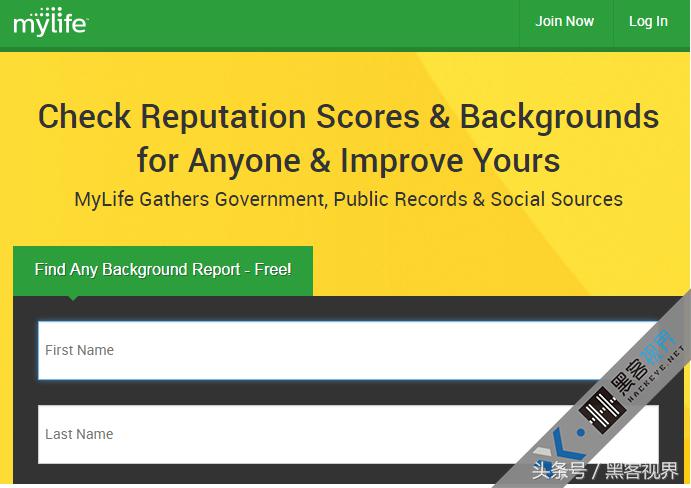 mylife™
Join Now
Log In
Check Reputation Scores & Backgrounds
for Anyone & Improve Yours
MyLife Gathers Government, Public Records & Social Sources
Find Any Background Report - Free!
First Name
Last Name
黑客视界
HACKEYE.NET
头条号 / 黑客视界